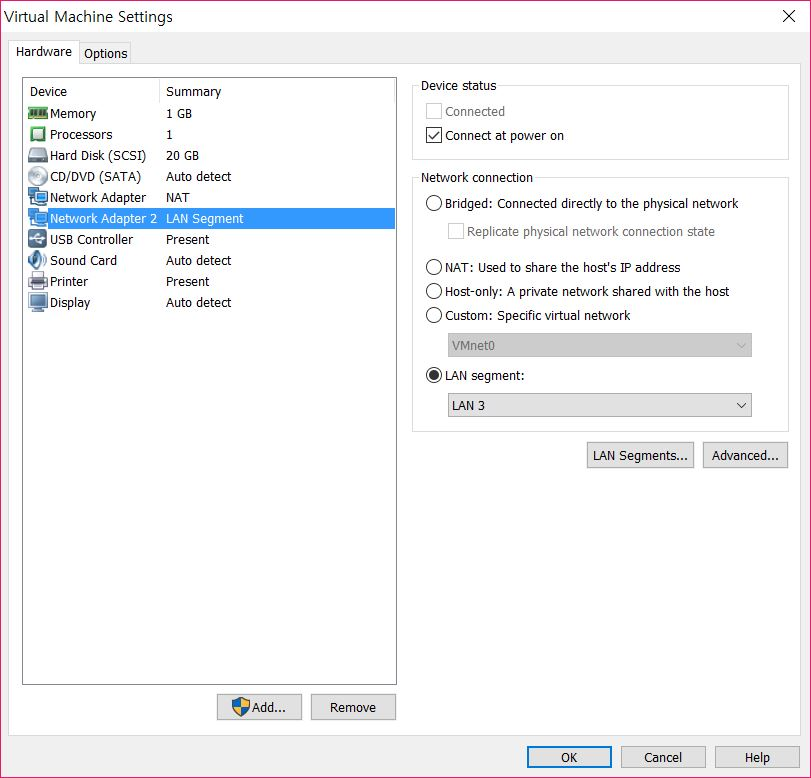 Virtual Machine Settings
Hardware Options
Device Summary
Memory 1 GB
Processors 1
Hard Disk (SCSI) 20 GB
CD/DVD (SATA) Auto detect
Network Adapter NAT
Network Adapter 2 LAN Segment
USB Controller Present
Sound Card Auto detect
Printer Present
Display Auto detect
Add...
Remove
Device status
Connected
Connect at power on
Network connection
Bridged: Connected directly to the physical network
Replicate physical network connection state
NAT: Used to share the host's IP address
Host-only: A private network shared with the host
Custom: Specific virtual network
VMnet0
LAN segment:
LAN 3
LAN Segments... Advanced...
OK Cancel Help